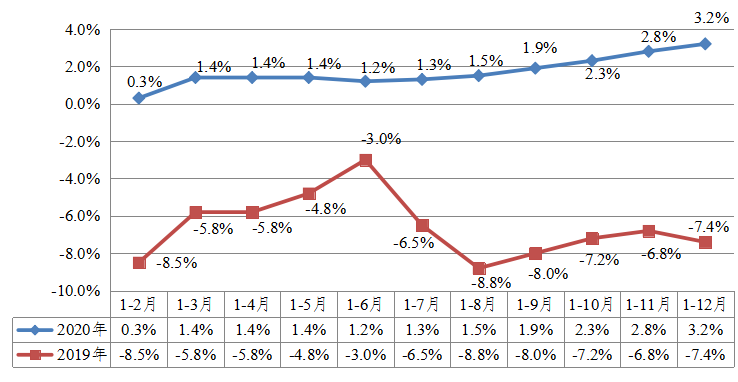 4.0%
2.0%
0.0%
-2.0%
-4.0%
-6.0%
-8.0%
-10.0%
0.3% 1.4% 1.4% 1.4% 1.2% 1.3% 1.5% 1.9% 2.3% 2.8% 3.2%
-8.5% -5.8% -5.8% -4.8% -3.0% -6.5% -8.8% -8.0% -7.2% -6.8% -7.4%
1-2月 1-3月 1-4月 1-5月 1-6月 1-7月 1-8月 1-9月 1-10月 1-11月 1-12月
2020年 0.3% 1.4% 1.4% 1.4% 1.2% 1.3% 1.5% 1.9% 2.3% 2.8% 3.2%
2019年 -8.5% -5.8% -5.8% -4.8% -3.0% -6.5% -8.8% -8.0% -7.2% -6.8% -7.4%